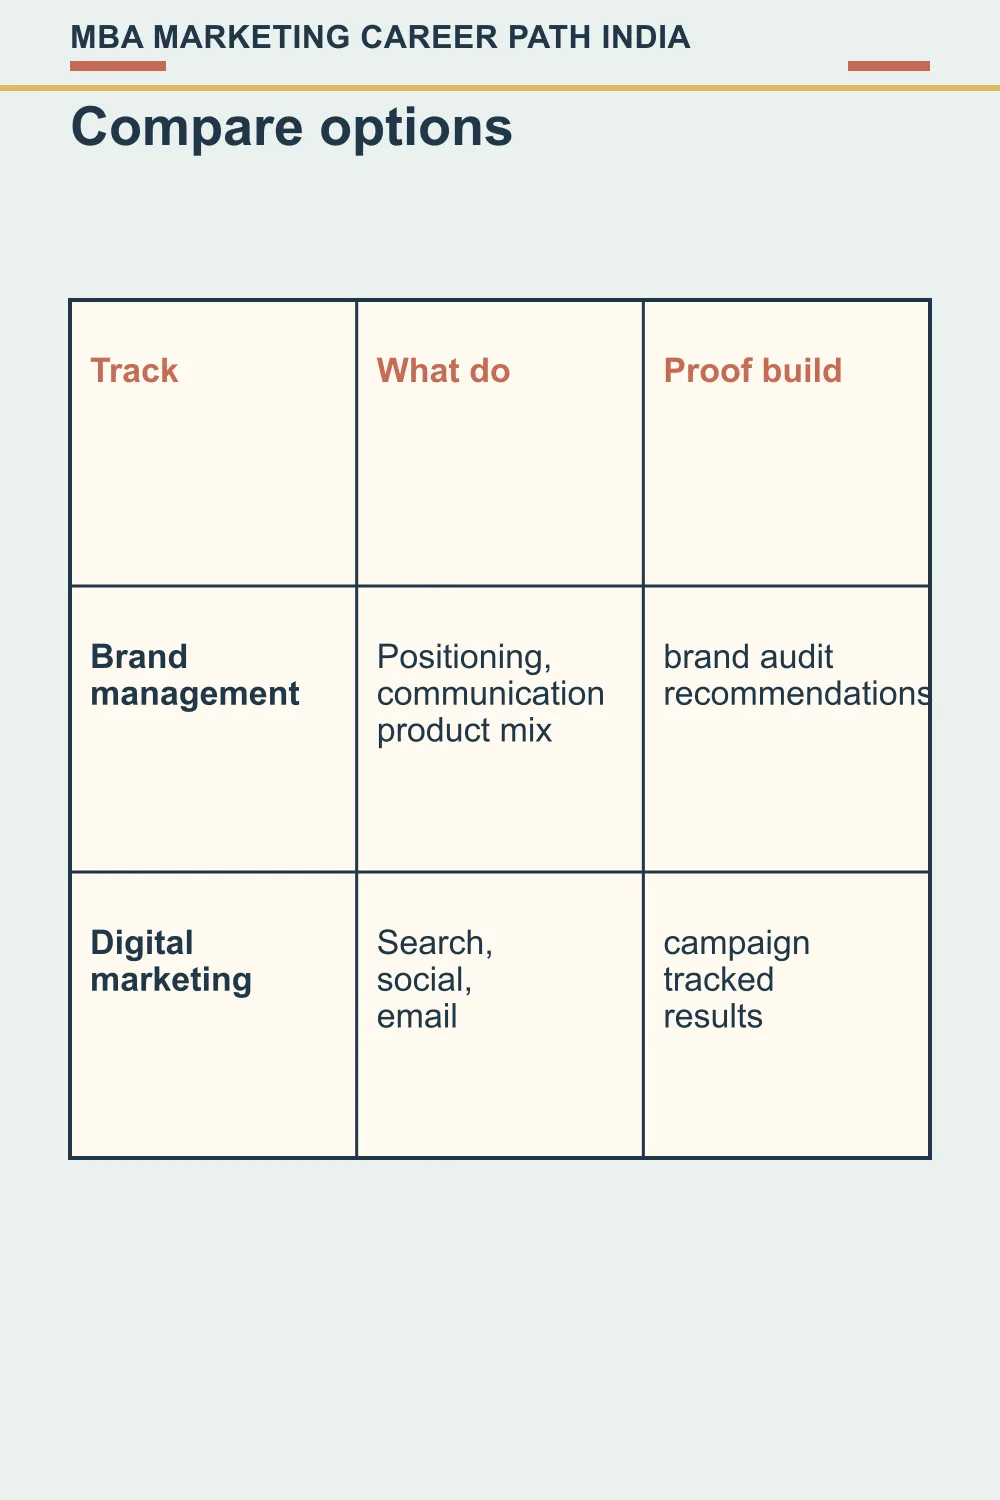 MBA MARKETING CAREER PATH INDIA
Compare options
Track
What do
Proof build
Brand
management
Positioning,
communication
product mix
brand audit
recommendations
Digital
marketing
Search,
social,
email
campaign
tracked
results